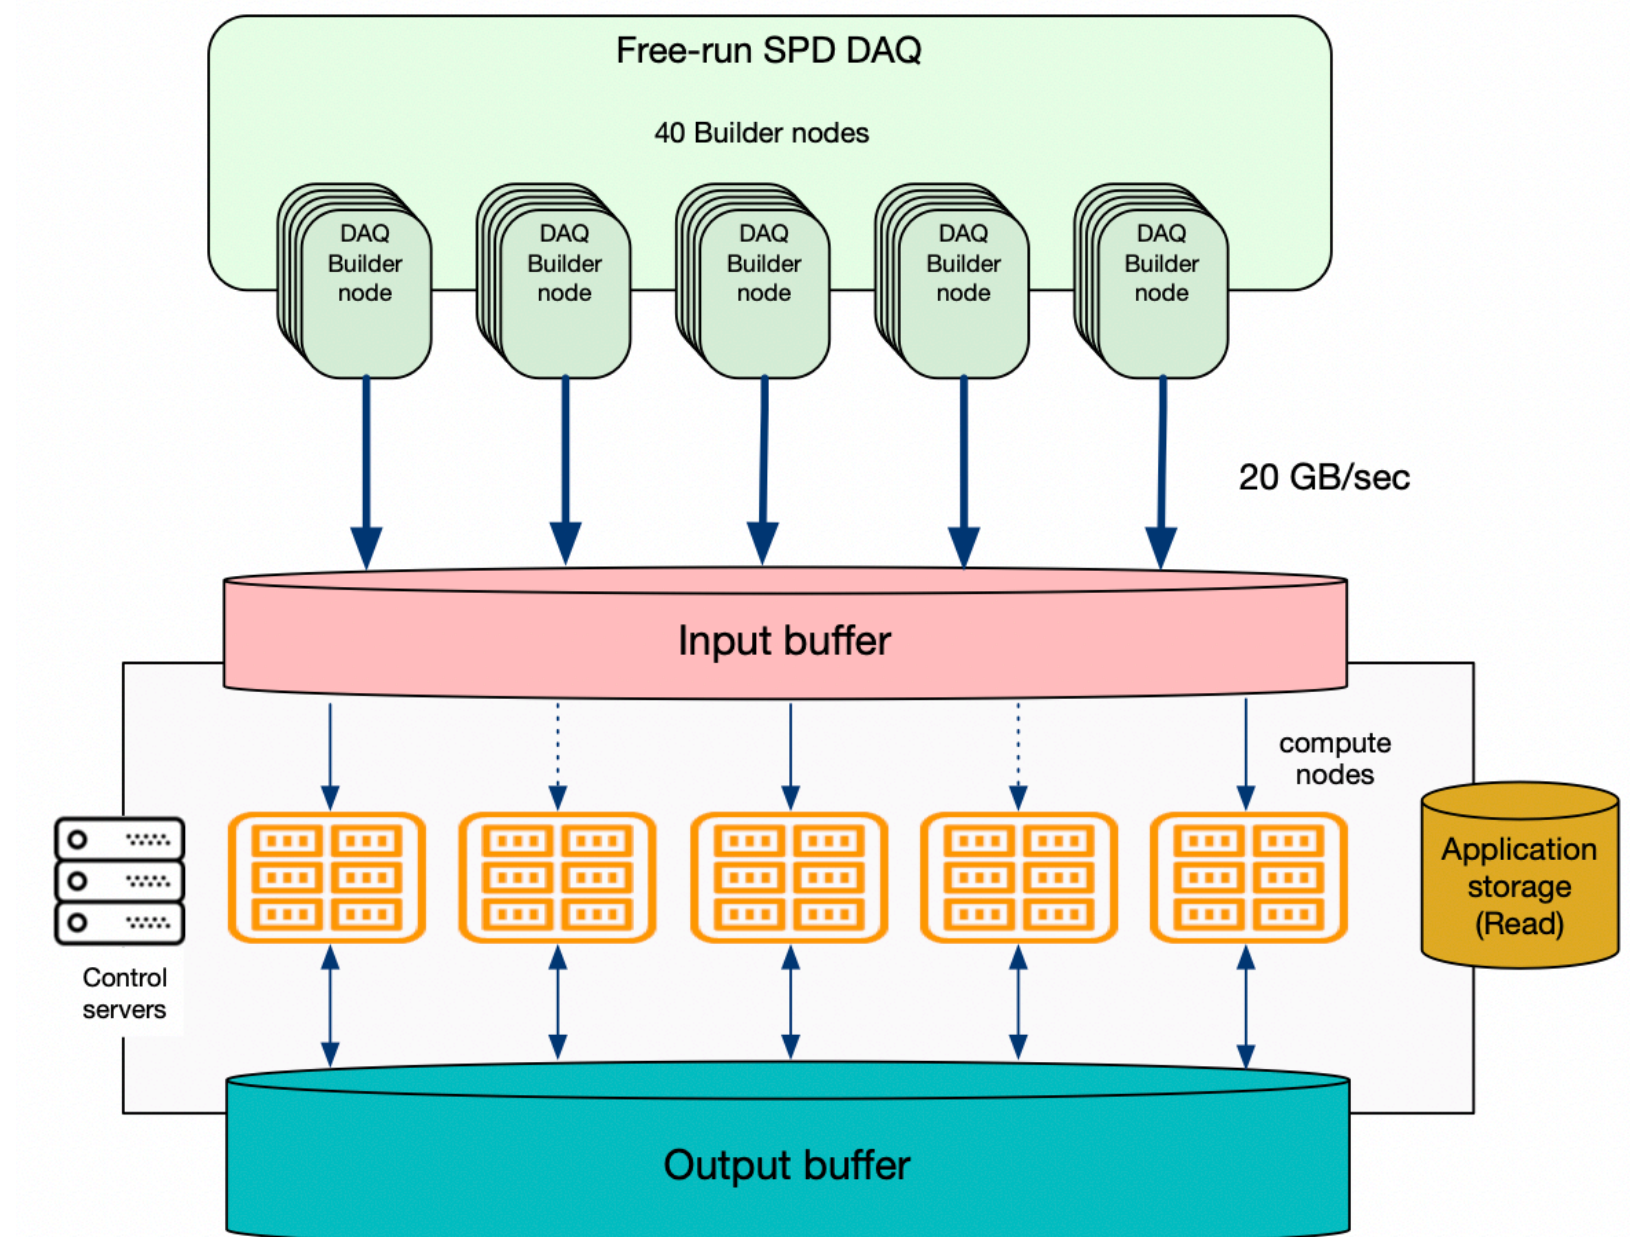 Free-run SPD DAQ
40 Builder nodes
DAQ
Builder
node
DAQ
Builder
node
DAQ
Builder
node
DAQ
Builder
node
DAQ
Builder
node
20 GB/sec
Input buffer
compute
nodes
Application
storage
(Read)
Control
servers
Output buffer